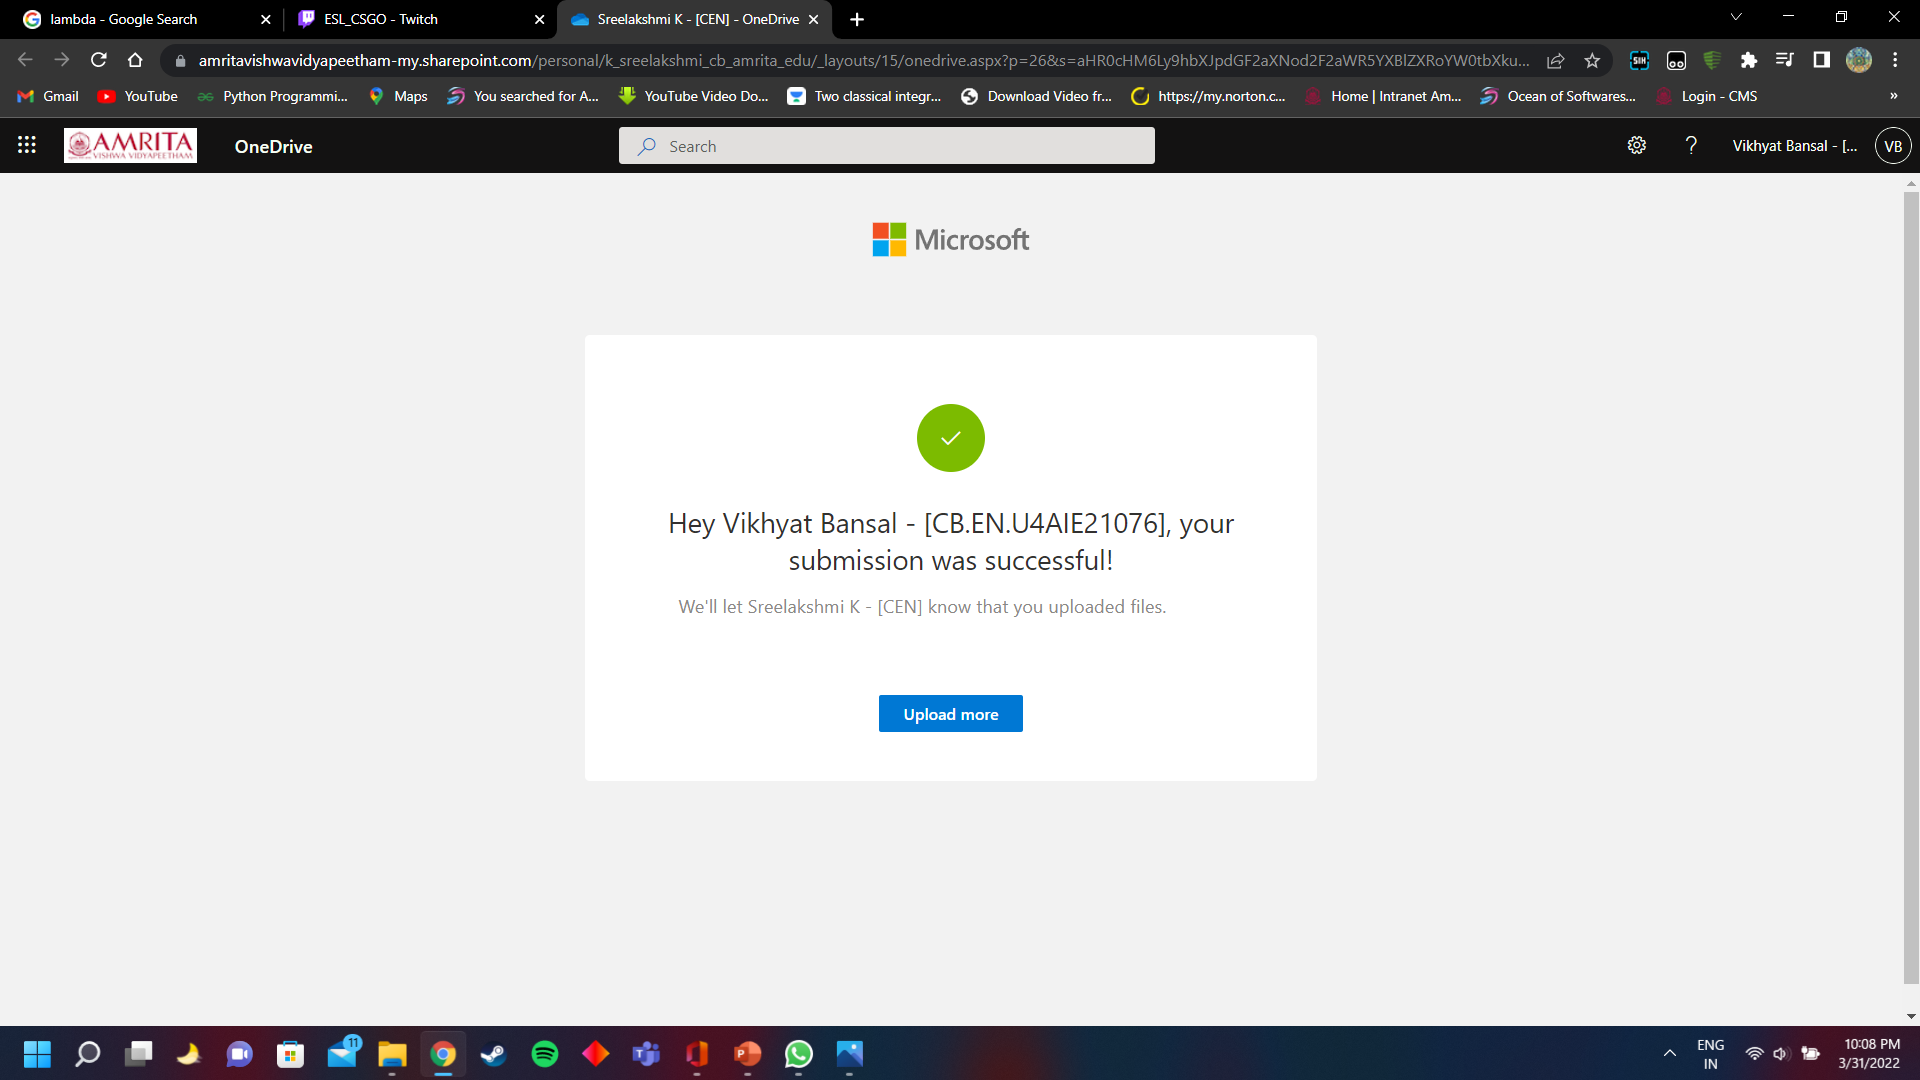 lambda - Google Search
ESL_CSGO - Twitch
Sreelakshmi K - [CEN] - OneDrive
amritavishwavidyapeetham-my.sharepoint.com/personal/k_sreelakshmi_cb_amrita_edu/_layouts/15/onedrive.aspx?p=26&s=aHR0cHM6Ly9hbXJpdGF2aXNod2F2aWR5YXBlZXRoYW0tbXku...
Gmail
YouTube
Python Programmi...
Maps
You searched for A...
YouTube Video Do...
Two classical integr...
Download Video fr...
https://my.norton.c...
Home | Intranet Am...
Ocean of Softwares...
Login - CMS
»
AMRITA
VISHWA VIDYAPEETHAM
OneDrive
Search
?
Vikhyat Bansal - [...
VB
Microsoft
Hey Vikhyat Bansal - [CB.EN.U4AIE21076], your
submission was successful!
We'll let Sreelakshmi K - [CEN] know that you uploaded files.
Upload more
11
ENG
IN
10:08 PM
3/31/2022